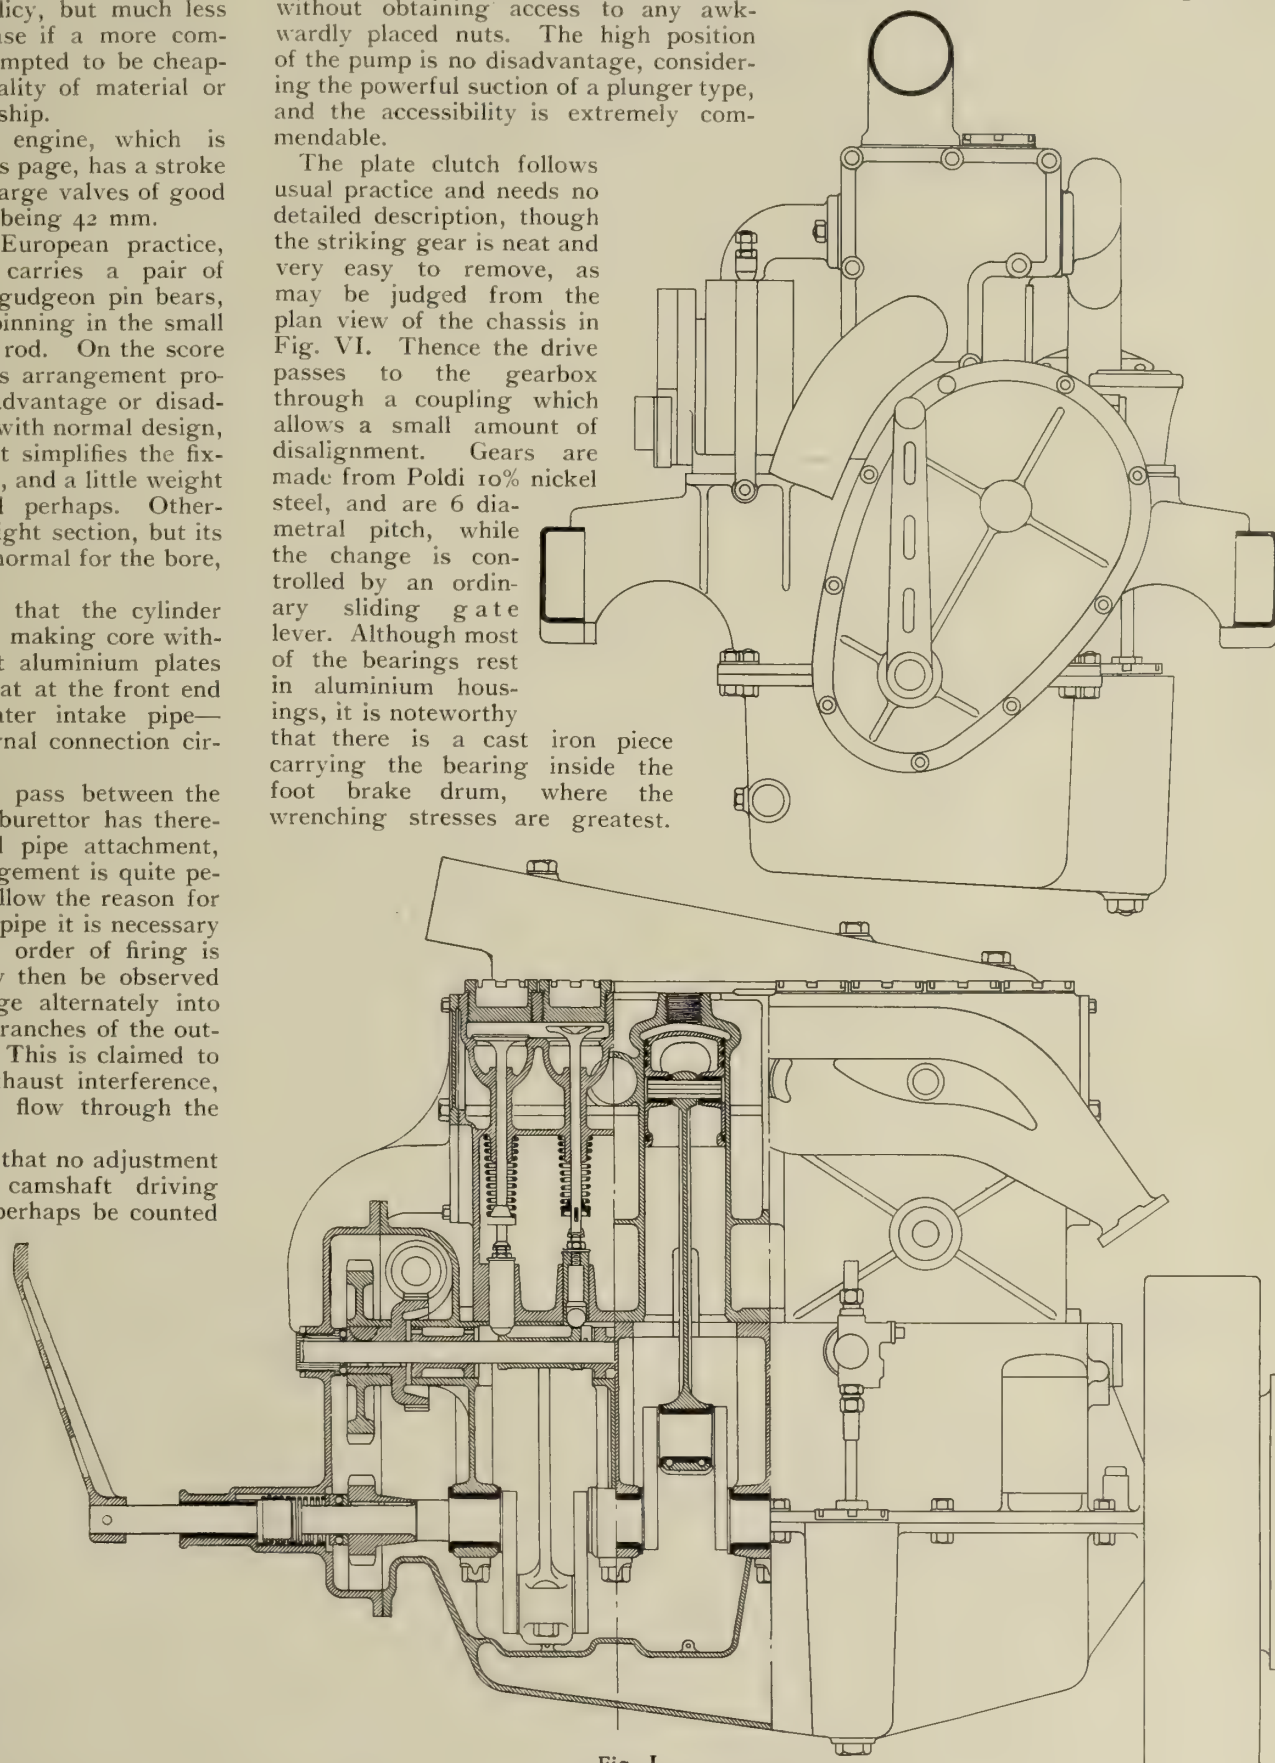 licy, but much less
se if a more com-
mpted to be cheap-
ality of material or
ship.
engine, which is
s page, has a stroke
arge valves of good
being 42 mm.
European practice,
carries a pair of
gudgeon pin bears,
pinning in the small
rod. On the score
s arrangement pro-
dvantage or disad-
with normal design,
t simplifies the fix-
, and a little weight
l perhaps. Other-
ight section, but its
normal for the bore,
that the cylinder
making core with-
t aluminium plates
at at the front end
ater intake pipe—
rnal connection cir-
pass between the
burettor has there-
l pipe attachment,
gement is quite pe-
llow the reason for
pipe it is necessary
order of firing is
y then be observed
ge alternately into
ranches of the out-
This is claimed to
haust interference,
flow through the
that no adjustment
camshaft driving
perhaps be counted
without obtaining access to any awk-
wardly placed nuts. The high position
of the pump is no disadvantage, consider-
ing the powerful suction of a plunger type,
and the accessibility is extremely com-
mendable.
The plate clutch follows
usual practice and needs no
detailed description, though
the striking gear is neat and
very easy to remove, as
may be judged from the
plan view of the chassis in
Fig. VI. Thence the drive
passes to the gearbox
through a coupling which
allows a small amount of
disalignment. Gears are
made from Poldi 10% nickel
steel, and are 6 dia-
metral pitch, while
the change is con-
trolled by an ordin-
ary sliding gate
lever. Although most
of the bearings rest
in aluminium hous-
ings, it is noteworthy
that there is a cast iron piece
carrying the bearing inside the
foot brake drum, where the
wrenching stresses are greatest.
Fig. I